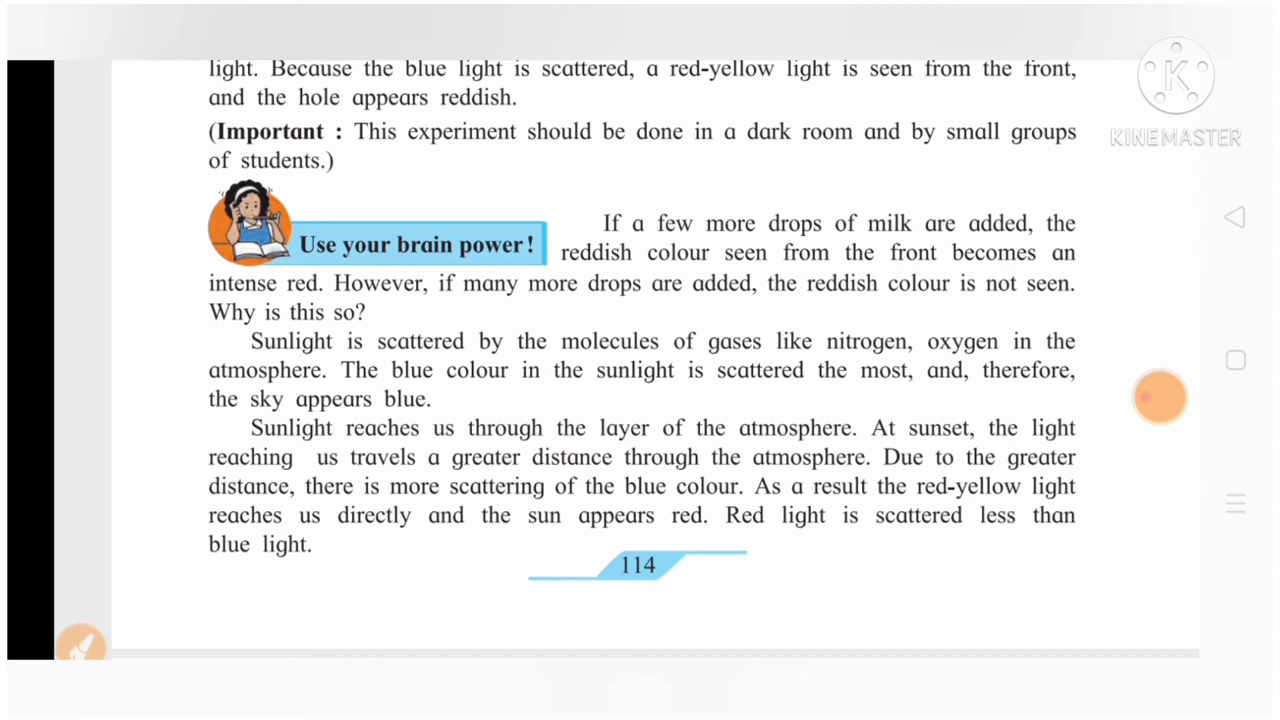 light. Because the blue light is scattered, a red-yellow light is seen from the front,
and the hole appears reddish.
(Important : This experiment should be done in a dark room and by small groups
of students.)
Use your brain power!
If a few more drops of milk are added, the
reddish colour seen from the front becomes an
intense red. However, if many more drops are added, the reddish colour is not seen.
Why is this so?
Sunlight is scattered by the molecules of gases like nitrogen, oxygen in the
atmosphere. The blue colour in the sunlight is scattered the most, and, therefore,
the sky appears blue.
Sunlight reaches us through the layer of the atmosphere. At sunset, the light
reaching us travels a greater distance through the atmosphere. Due to the greater
distance, there is more scattering of the blue colour. As a result the red-yellow light
reaches us directly and the sun appears red. Red light is scattered less than
blue light.
114
K
KINEMASTER